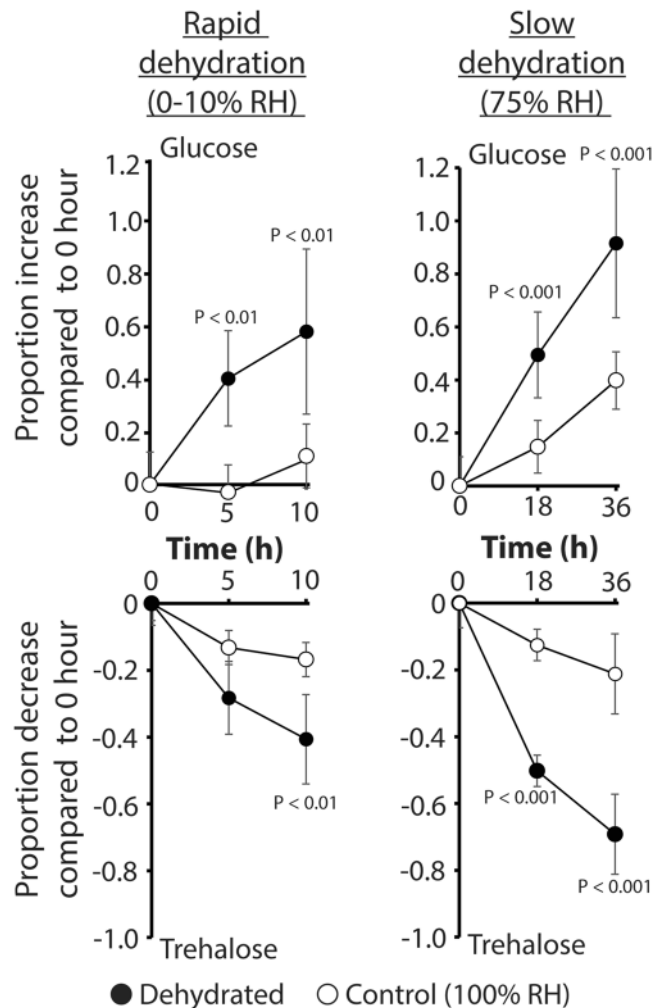 Rapid
dehydration
(0-10% RH)
Slow
dehydration
(75% RH)
Proportion increase
compared to 0 hour
Glucose
1.2
1.0
0.8
0.6
0.4
0.2
0
P < 0.01
P < 0.01
0 5 10
Glucose
1.2
1.0
0.8
0.6
0.4
0.2
0
P < 0.001
P < 0.001
0 18 36
Time (h)
Time (h)
Proportion decrease
compared to 0 hour
0 5 10
0
-0.2
-0.4
-0.6
-0.8
-1.0
P < 0.01
Trehalose
0 18 36
0
-0.2
-0.4
-0.6
-0.8
-1.0
P < 0.001
P < 0.001
Trehalose
Dehydrated Control (100% RH)